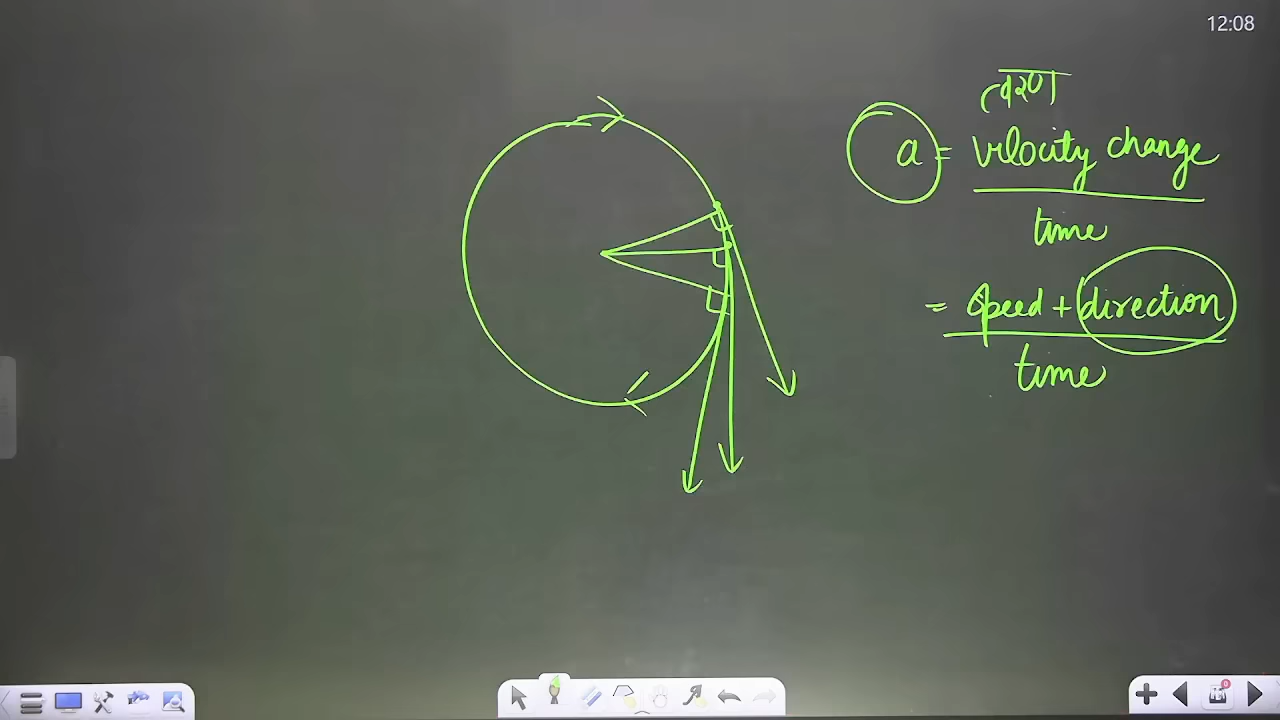 12:08
त्वरण
a = velocity change
time
= speed + direction
time